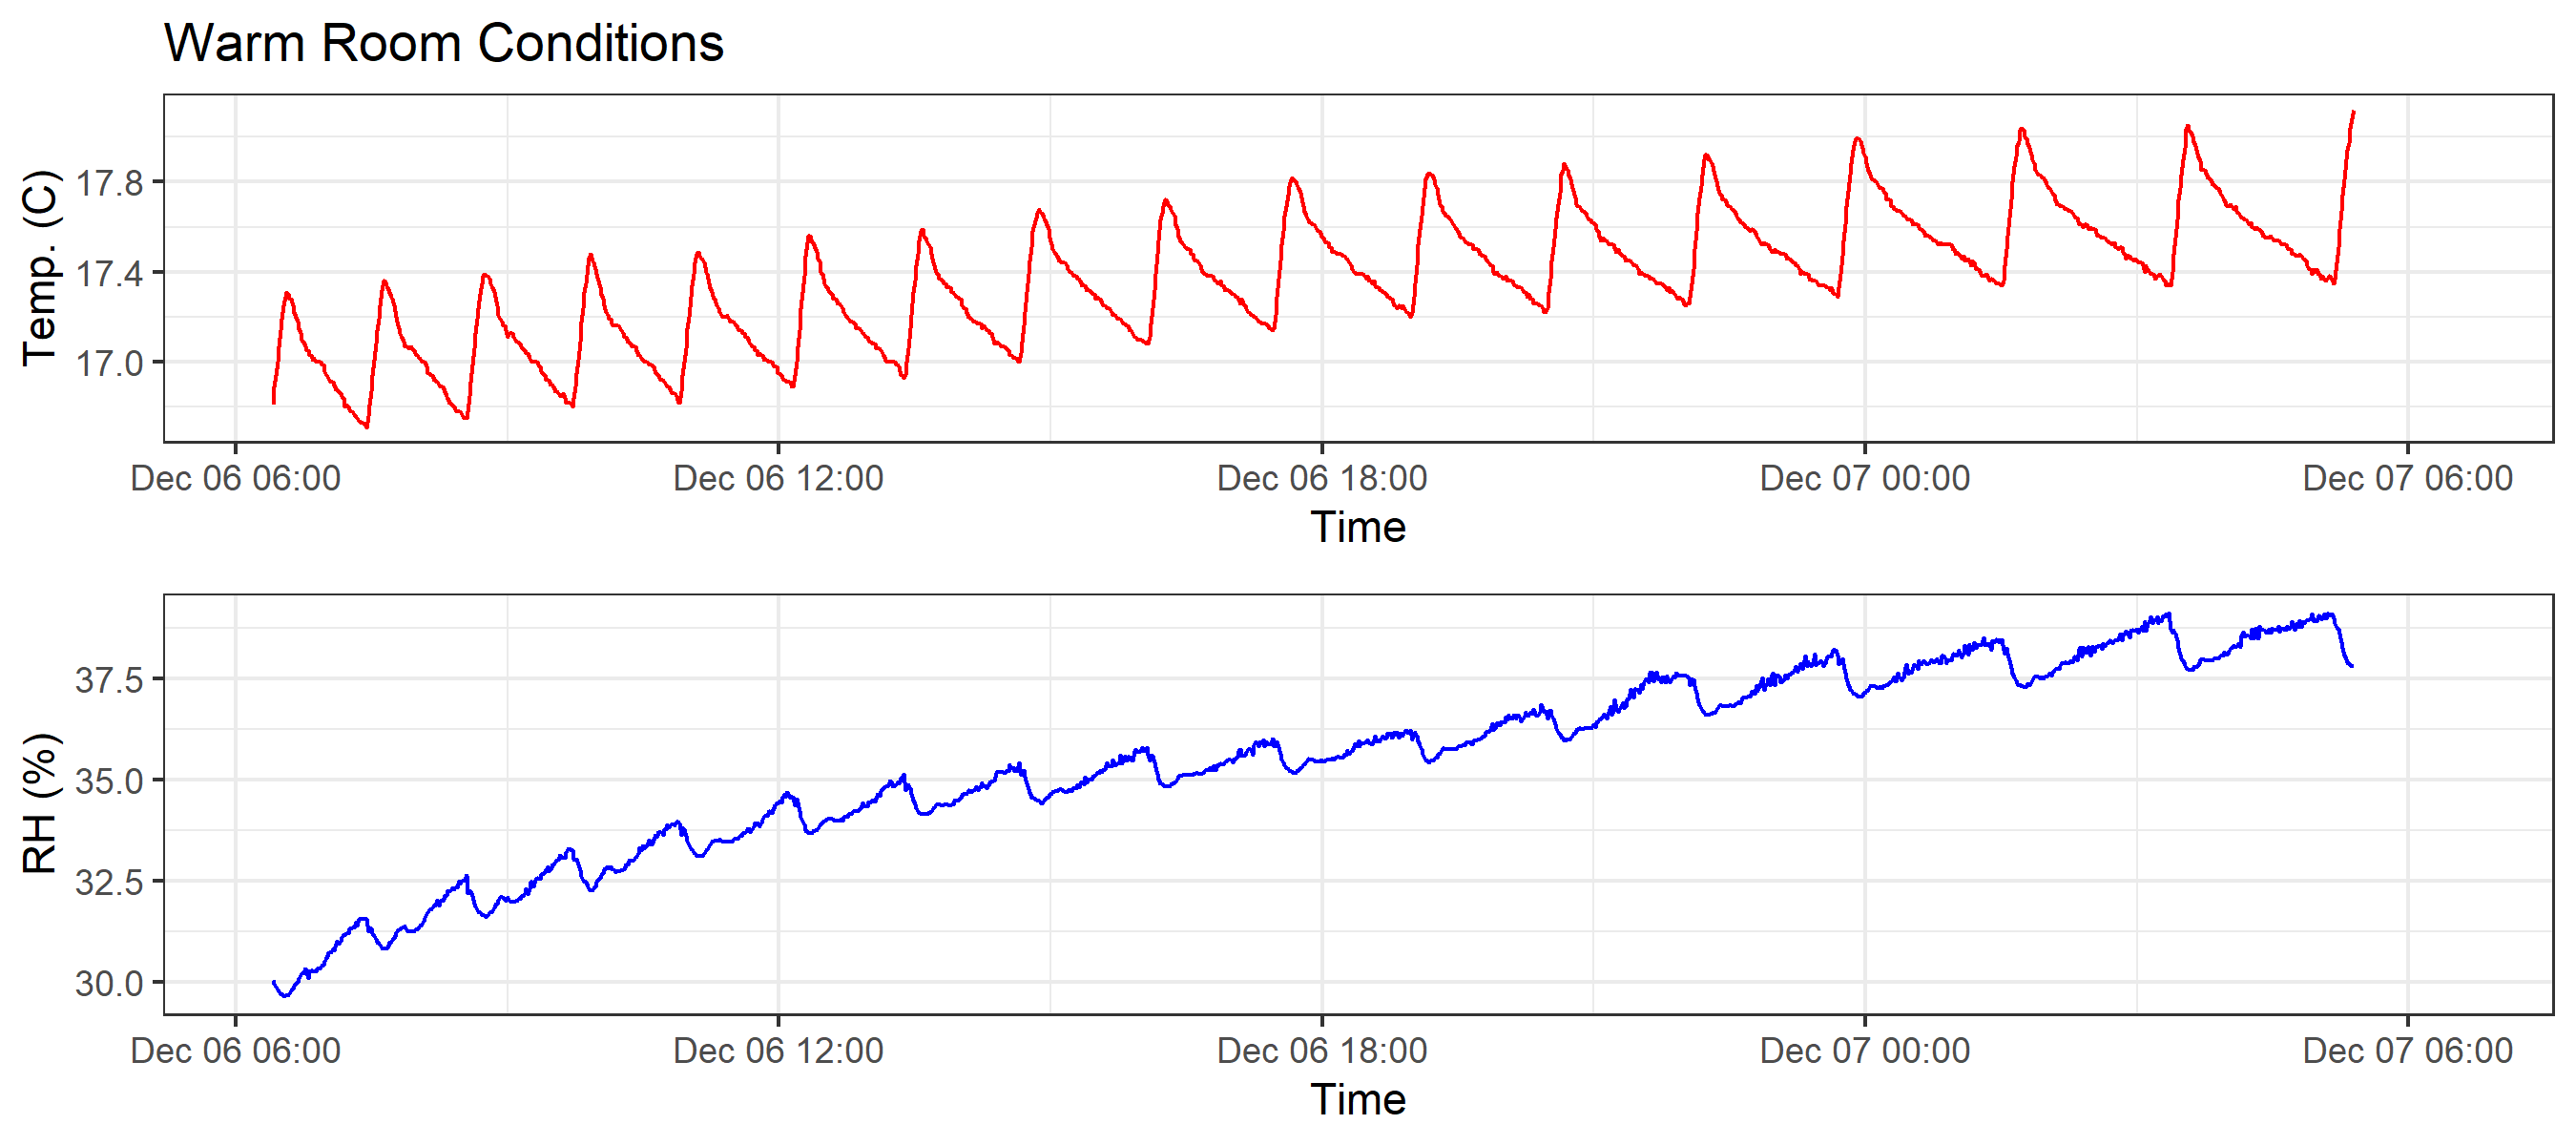 Warm Room Conditions
Temp. (C)
17.8
17.4
17.0
Dec 06 06:00 Dec 06 12:00 Dec 06 18:00 Dec 07 00:00 Dec 07 06:00
Time
RH (%)
37.5
35.0
32.5
30.0
Dec 06 06:00 Dec 06 12:00 Dec 06 18:00 Dec 07 00:00 Dec 07 06:00
Time